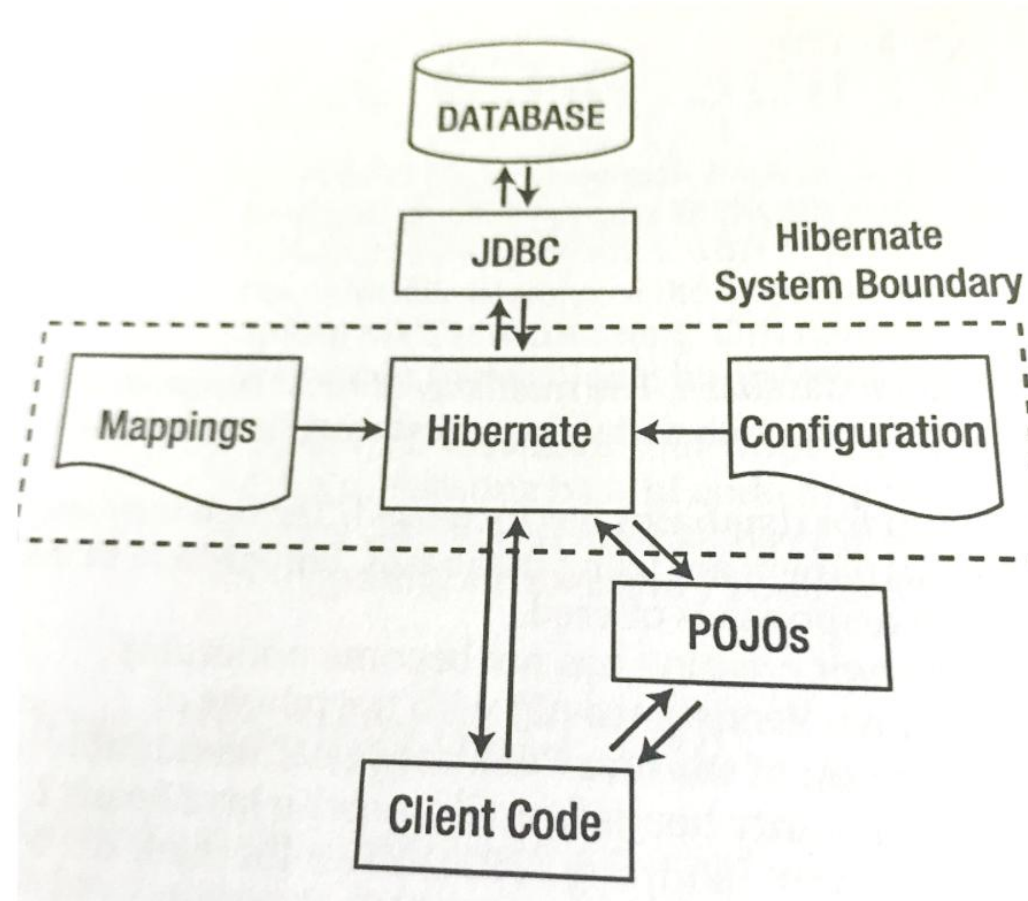 DATABASE
JDBC
Hibernate
System Boundary
Mappings
Hibernate
Configuration
POJOs
Client Code